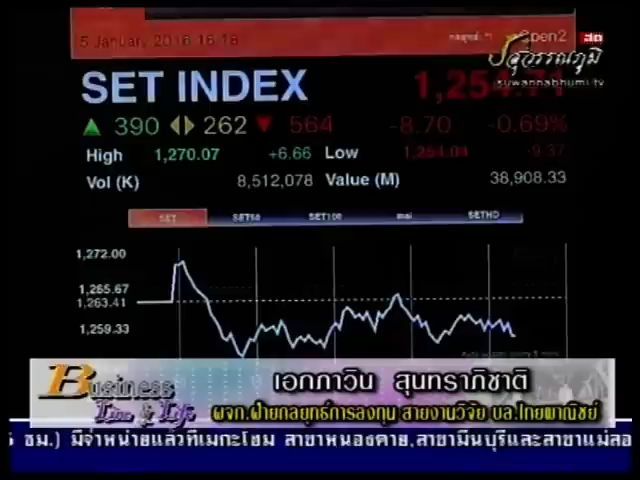 5 January 2016 16:16
Open2
สด
สุวรรณภูมิ
suwannabhumi.tv
SET INDEX
390 262 564 -8.70 -0.69%
High 1,270.07 +6.66 Low -9.37
Vol (K) 8,512,078 Value (M) 38,908.33
SET SET50 SET100 mai SETHD
1,272.00
1,265.67
1,263.41
1,259.33
Business
Line & Life
เอกภาวิน สุนทราภิชาติ
ผจก.ฝ่ายกลยุทธ์การลงทุน สายงานวิจัย บล.ไทยพาณิชย์
ชม.) มีจำหน่ายแล้วที่เมกะโฮม สาขาหนองคาย,สาขามีนบุรีและสาขาแม่สอ